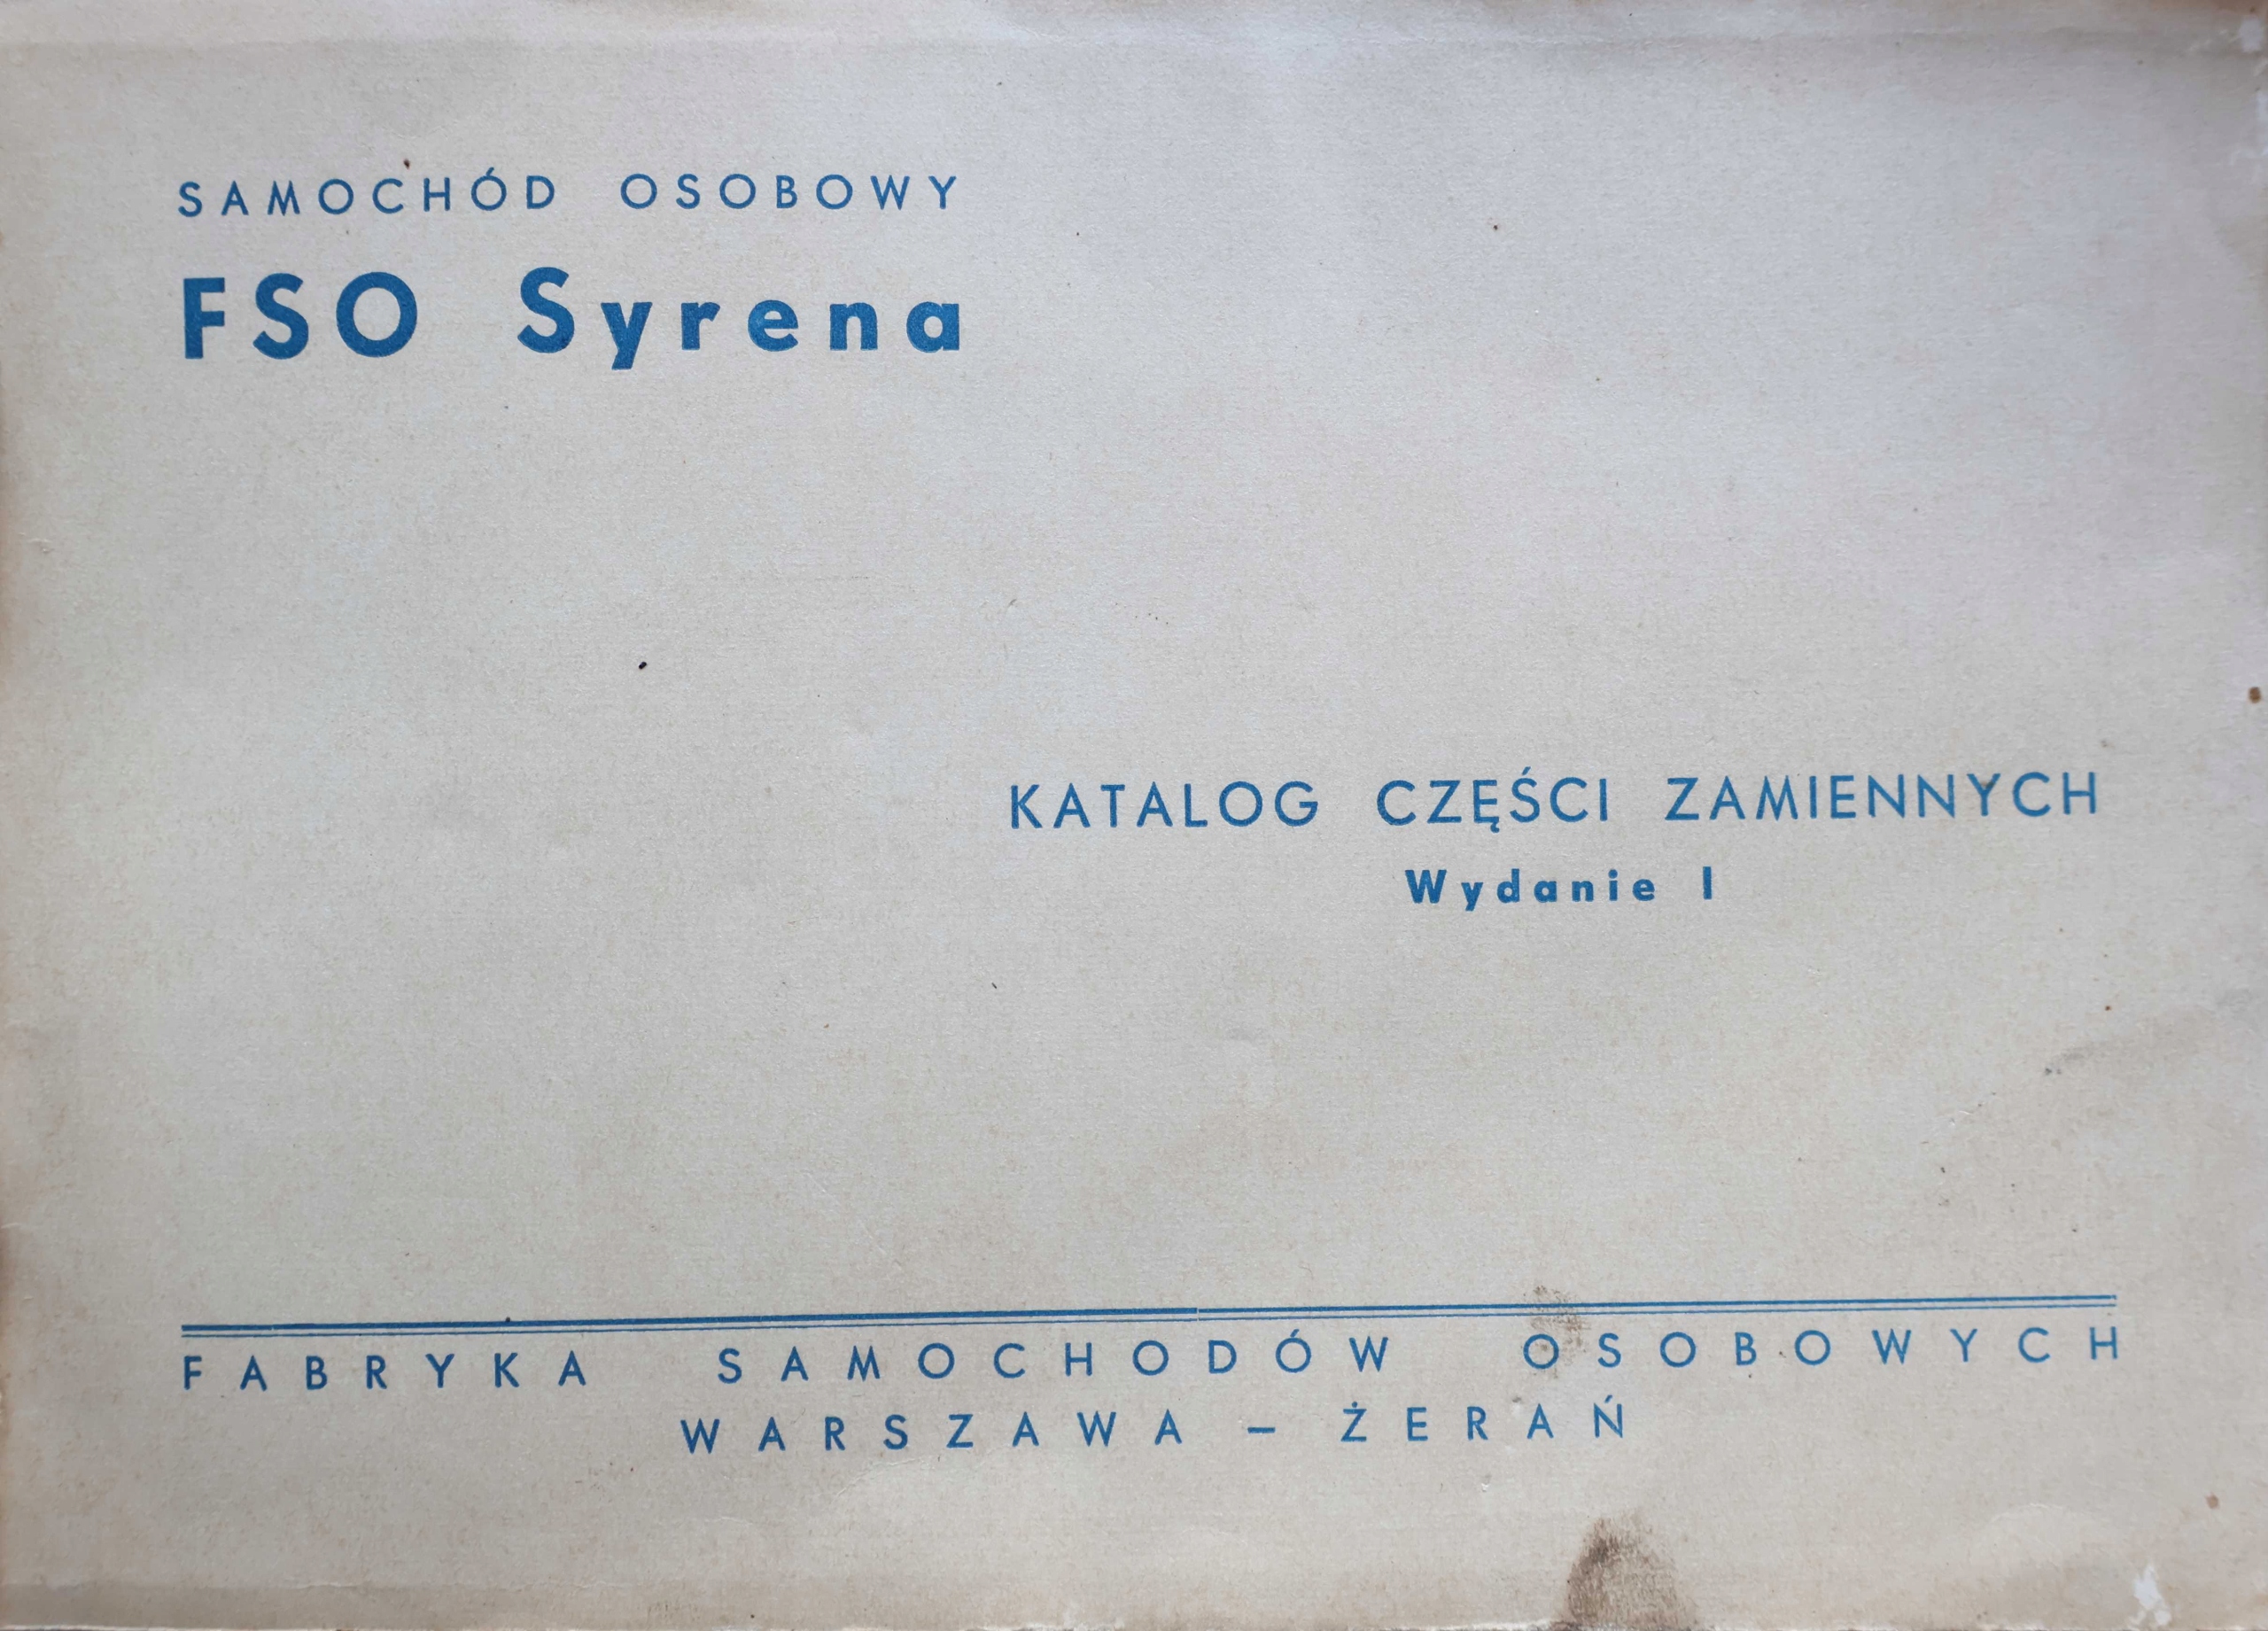 SAMOCHÓD OSOBOWY
FSO Syrena
KATALOG CZĘŚCI ZAMIENNYCH
Wydanie I
FABRYKA SAMOCHODÓW OSOBOWYCH
WARSZAWA – ŻERAŃ